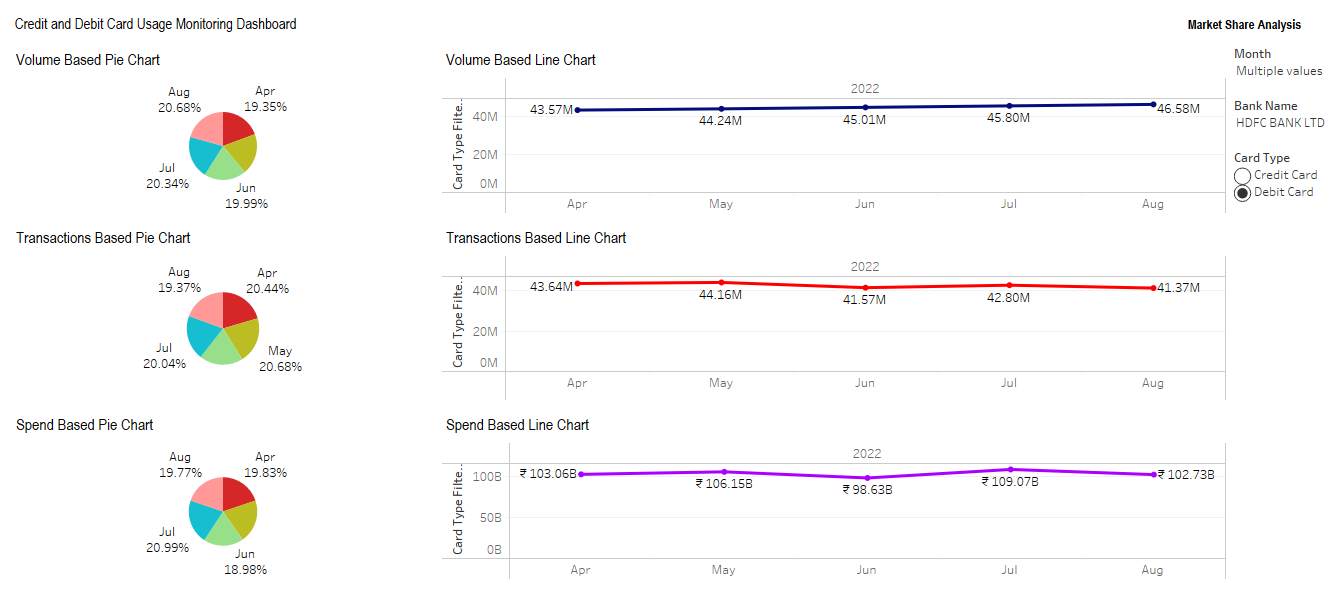 Credit and Debit Card Usage Monitoring Dashboard
Market Share Analysis
Volume Based Pie Chart
Aug
20.68%
Apr
19.35%
Jul
20.34%
Jun
19.99%
Volume Based Line Chart
2022
Card Type Filte..
40M
20M
0M
43.57M
44.24M
45.01M
45.80M
46.58M
Apr
May
Jun
Jul
Aug
Month
Multiple values
Bank Name
HDFC BANK LTD
Card Type
Credit Card
Debit Card
Transactions Based Pie Chart
Aug
19.37%
Apr
20.44%
Jul
20.04%
May
20.68%
Transactions Based Line Chart
2022
Card Type Filte..
40M
20M
0M
43.64M
44.16M
41.57M
42.80M
41.37M
Apr
May
Jun
Jul
Aug
Spend Based Pie Chart
Aug
19.77%
Apr
19.83%
Jul
20.99%
Jun
18.98%
Spend Based Line Chart
2022
Card Type Filte..
100B
50B
0B
₹ 103.06B
₹ 106.15B
₹ 98.63B
₹ 109.07B
₹ 102.73B
Apr
May
Jun
Jul
Aug